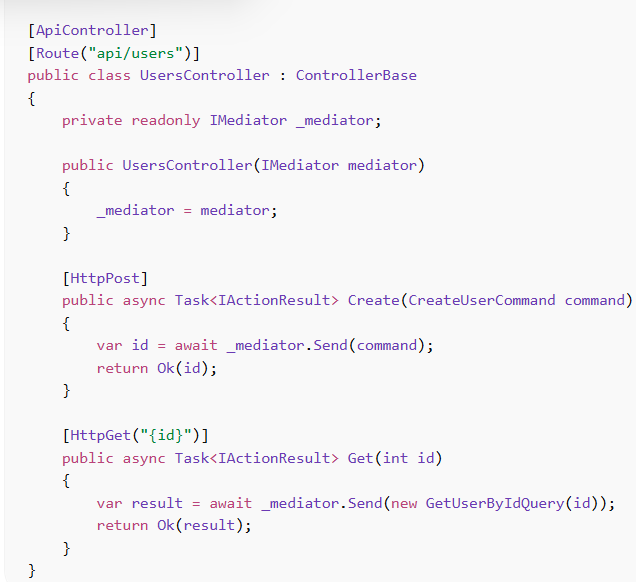 [ApiController]
[Route("api/users")]
public class UsersController : ControllerBase
{
    private readonly IMediator _mediator;

    public UsersController(IMediator mediator)
    {
        _mediator = mediator;
    }

    [HttpPost]
    public async Task<IActionResult> Create(CreateUserCommand command)
    {
        var id = await _mediator.Send(command);
        return Ok(id);
    }

    [HttpGet("{id}")]
    public async Task<IActionResult> Get(int id)
    {
        var result = await _mediator.Send(new GetUserByIdQuery(id));
        return Ok(result);
    }
}